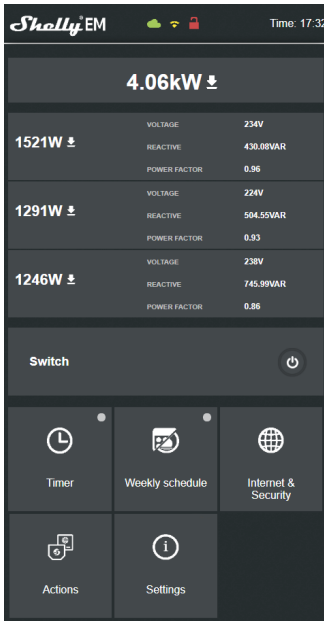 Shelly EM Time: 17:32
4.06kW
VOLTAGE 234V
1521W REACTIVE 430.08VAR
POWER FACTOR 0.96
VOLTAGE 224V
1291W REACTIVE 504.55VAR
POWER FACTOR 0.93
VOLTAGE 238V
1246W REACTIVE 745.99VAR
POWER FACTOR 0.86
Switch
Timer Weekly schedule Internet &
Security
Actions Settings